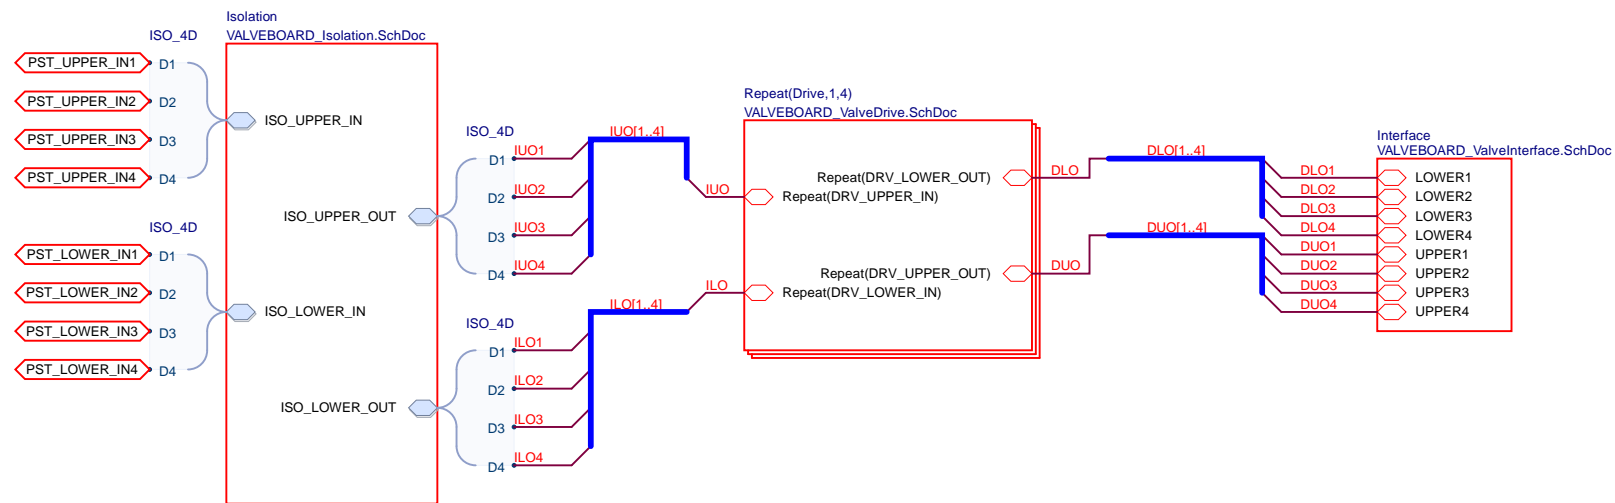 Isolation
VALVEBOARD_Isolation.SchDoc
ISO_4D
PST_UPPER_IN1
D1
PST_UPPER_IN2
D2
PST_UPPER_IN3
D3
PST_UPPER_IN4
D4
ISO_UPPER_IN
ISO_4D
PST_LOWER_IN1
D1
PST_LOWER_IN2
D2
PST_LOWER_IN3
D3
PST_LOWER_IN4
D4
ISO_LOWER_IN
ISO_UPPER_OUT
ISO_LOWER_OUT
ISO_4D
D1
IUO1
D2
IUO2
D3
IUO3
D4
IUO4
IUO[1..4]
IUO
ISO_4D
D1
ILO1
D2
ILO2
D3
ILO3
D4
ILO4
ILO[1..4]
ILO
Repeat(Drive,1,4)
VALVEBOARD_ValveDrive.SchDoc
Repeat(DRV_LOWER_OUT)
Repeat(DRV_UPPER_IN)
Repeat(DRV_UPPER_OUT)
Repeat(DRV_LOWER_IN)
DLO
DLO[1..4]
DUO
DUO[1..4]
Interface
VALVEBOARD_ValveInterface.SchDoc
DLO1
LOWER1
DLO2
LOWER2
DLO3
LOWER3
DLO4
LOWER4
DUO1
UPPER1
DUO2
UPPER2
DUO3
UPPER3
DUO4
UPPER4